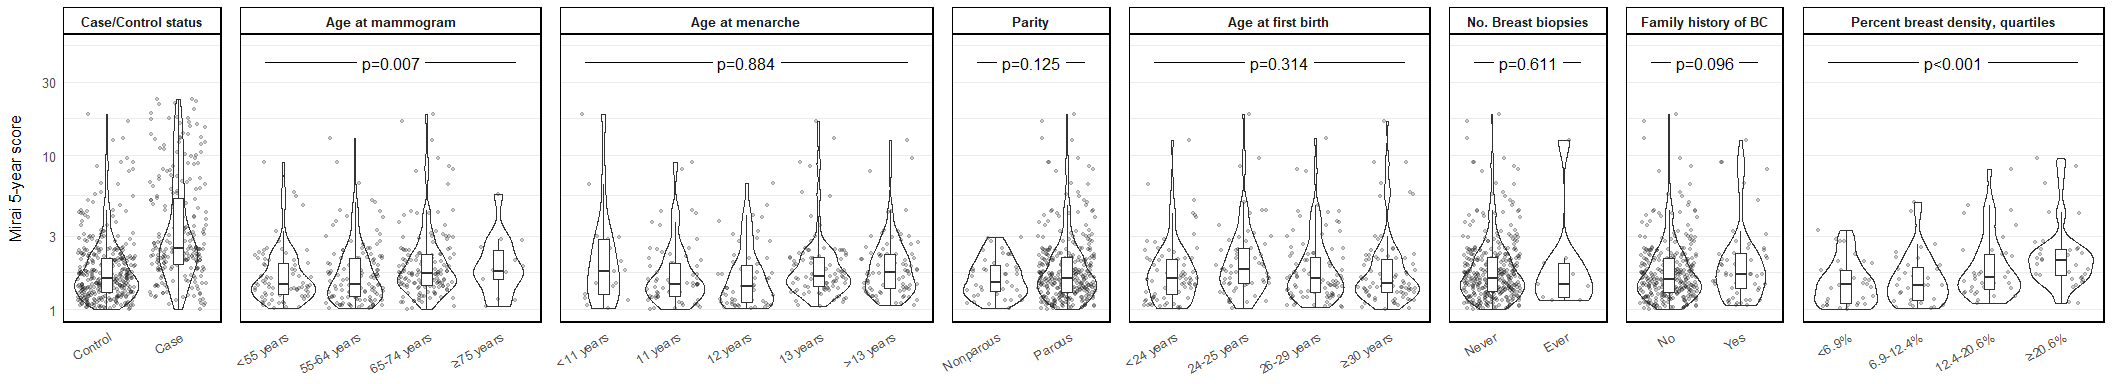 Case/Control status
Age at mammogram
Age at menarche
Parity
Age at first birth
No. Breast biopsies
Family history of BC
Percent breast density, quartiles
p=0.007
p=0.884
p=0.125
p=0.314
p=0.611
p=0.096
p<0.001
Mirai 5-year score
30
10
3
1
Control
Case
<55 years
55-64 years
65-74 years
≥75 years
<11 years
11 years
12 years
13 years
>13 years
Nonparous
Parous
<24 years
24-25 years
26-29 years
≥30 years
Never
Ever
No
Yes
<6.9%
6.9-12.4%
12.4-20.6%
≥20.6%